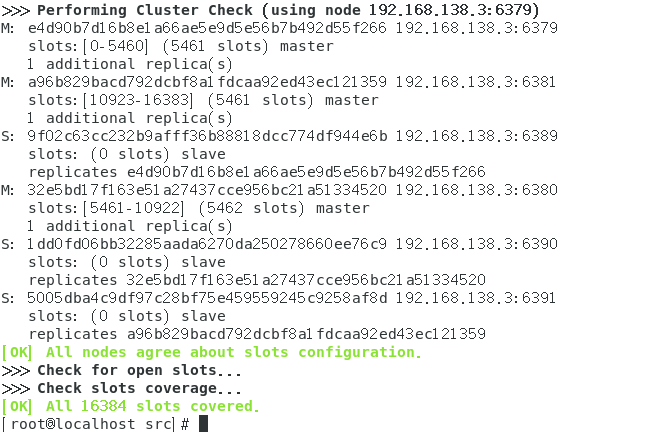 >>> Performing Cluster Check (using node 192.168.138.3:6379)
M: e4d90b7d16b8e1a66ae5e9d5e56b7b492d55f266 192.168.138.3:6379
slots:[0-5460] (5461 slots) master
1 additional replica(s)
M: a96b829bacd792dcbf8a1fdcaa92ed43ec121359 192.168.138.3:6381
slots:[10923-16383] (5461 slots) master
1 additional replica(s)
S: 9f02c63cc232b9afff36b88818dcc774df944e6b 192.168.138.3:6389
slots: (0 slots) slave
replicates e4d90b7d16b8e1a66ae5e9d5e56b7b492d55f266
M: 32e5bd17f163e51a27437cce956bc21a51334520 192.168.138.3:6380
slots:[5461-10922] (5462 slots) master
1 additional replica(s)
S: 1dd0fd06bb32285aada6270da250278660ee76c9 192.168.138.3:6390
slots: (0 slots) slave
replicates 32e5bd17f163e51a27437cce956bc21a51334520
S: 5005dba4c9df97c28bf75e459559245c9258af8d 192.168.138.3:6391
slots: (0 slots) slave
replicates a96b829bacd792dcbf8a1fdcaa92ed43ec121359
[OK] All nodes agree about slots configuration.
>>> Check for open slots...
>>> Check slots coverage...
[OK] All 16384 slots covered.
[root@localhost src]#